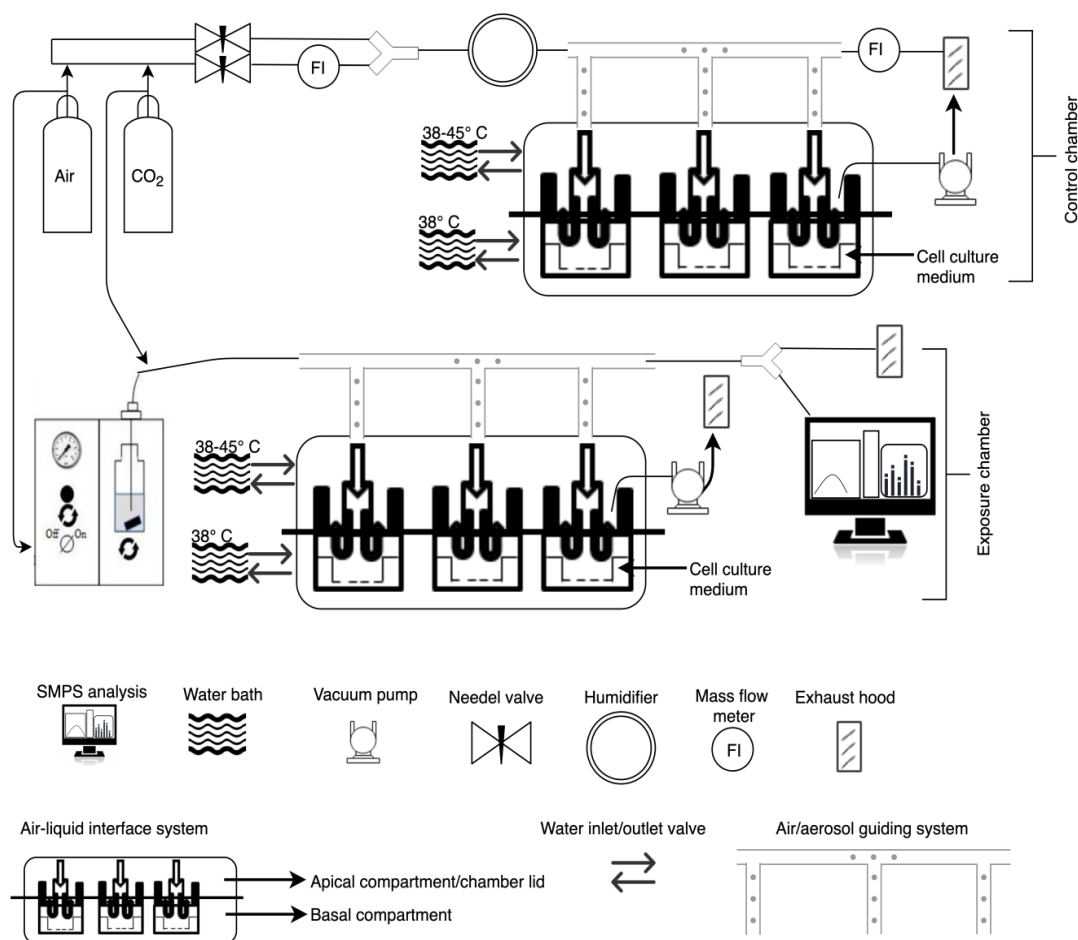 FI
FI
38-45° C
Air
CO2
38° C
Cell culture
medium
Control chamber
38-45° C
Off
On
38° C
Cell culture
medium
Exposure chamber
SMPS analysis
Water bath
Vacuum pump
Needel valve
Humidifier
Mass flow
meter
Exhaust hood
FI
Air-liquid interface system
Water inlet/outlet valve
Air/aerosol guiding system
Apical compartment/chamber lid
Basal compartment